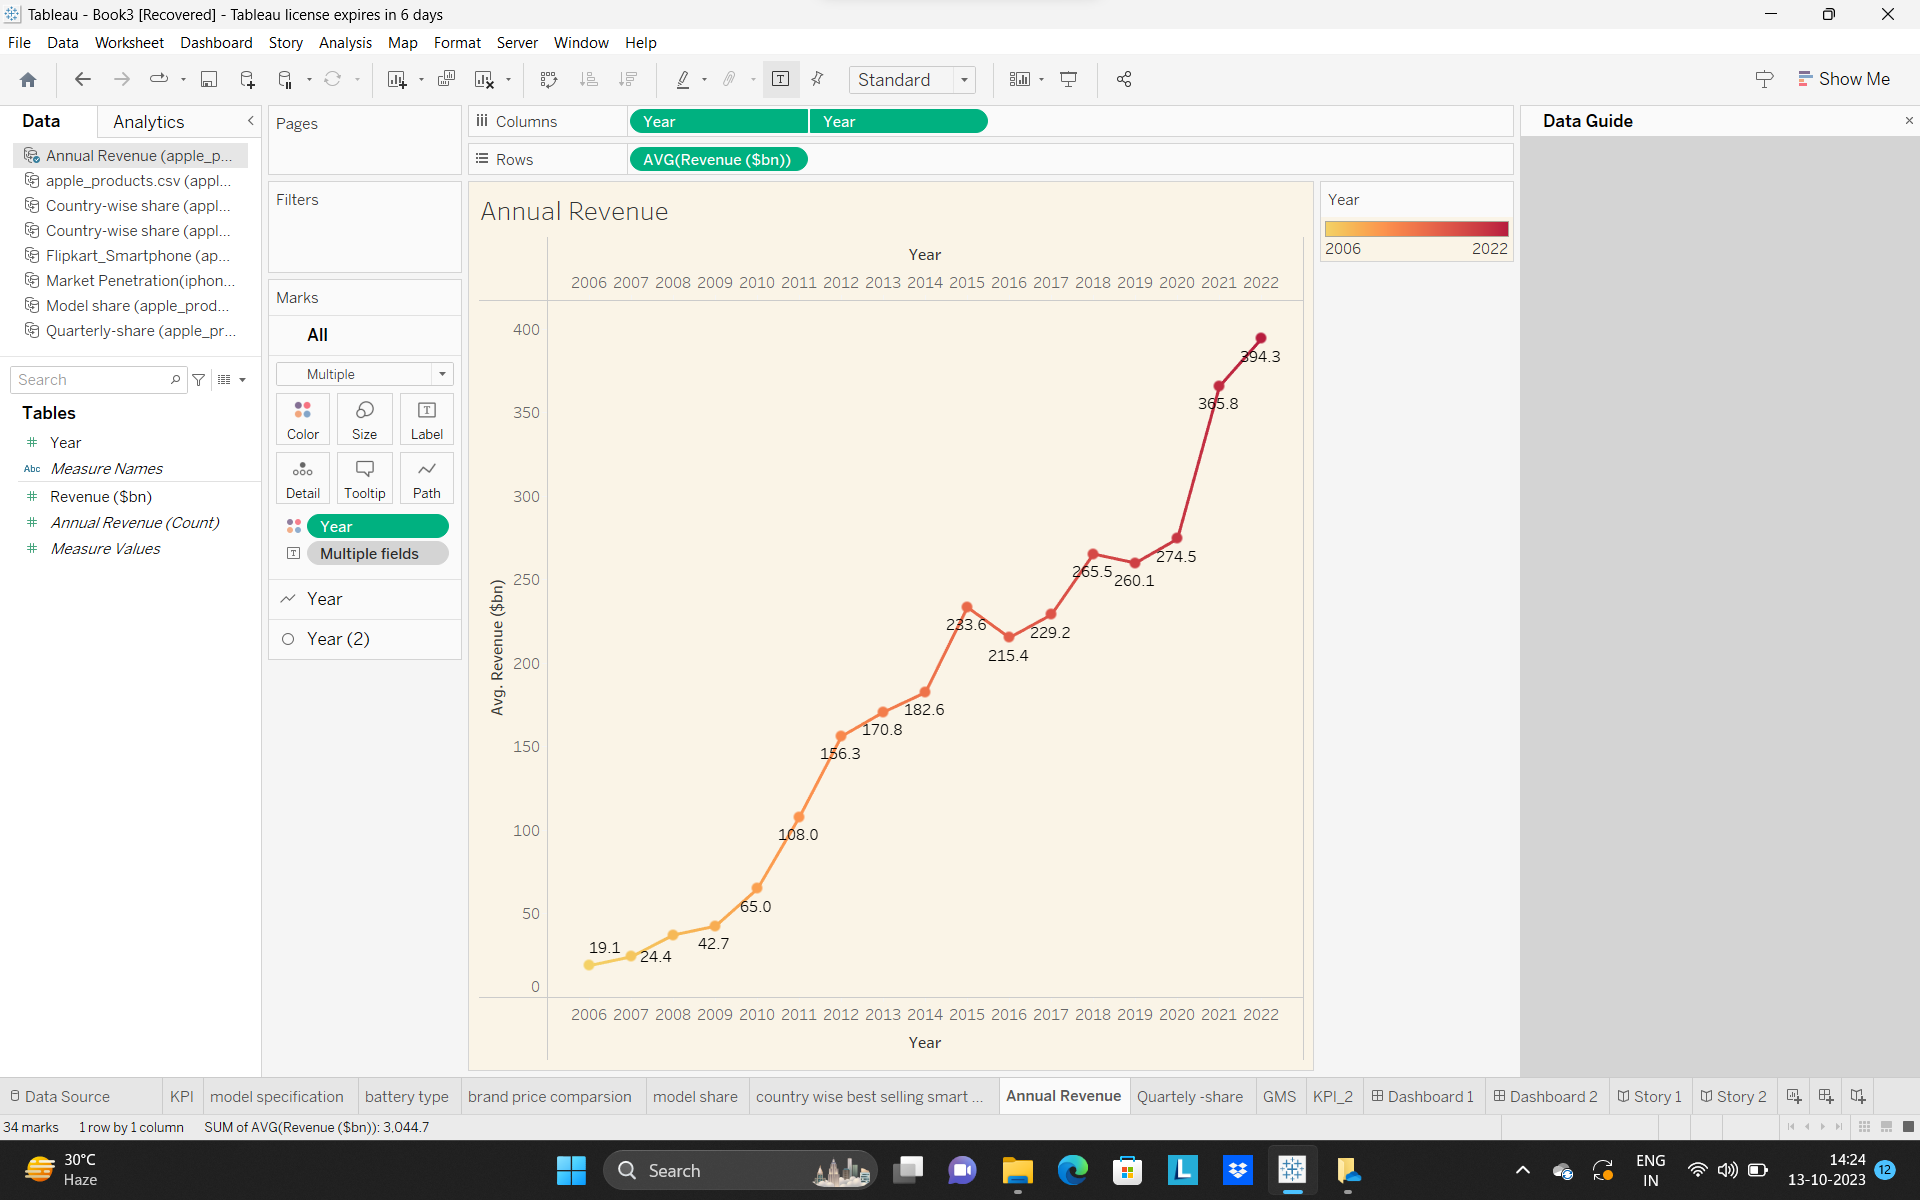 Tableau - Book3 [Recovered] - Tableau license expires in 6 days
File Data Worksheet Dashboard Story Analysis Map Format Server Window Help
Standard
Show Me
Data Analytics
Annual Revenue (apple_p...
apple_products.csv (appl...
Country-wise share (appl...
Country-wise share (appl...
Flipkart_Smartphone (ap...
Market Penetration(iphon...
Model share (apple_prod...
Quarterly-share (apple_pr...
Search
Tables
Year
Abc Measure Names
Revenue ($bn)
Annual Revenue (Count)
Measure Values
Pages
Filters
Marks
All
Multiple
Color Size Label
Detail Tooltip Path
Year
Multiple fields
Year
Year (2)
Columns Year Year
Rows AVG(Revenue ($bn))
Annual Revenue
Year
2006 2007 2008 2009 2010 2011 2012 2013 2014 2015 2016 2017 2018 2019 2020 2021 2022
400
350
300
250
200
150
100
50
0
Avg. Revenue ($bn)
19.1
24.4
42.7
65.0
108.0
156.3
170.8
182.6
233.6
215.4
229.2
265.5
260.1
274.5
365.8
394.3
2006 2007 2008 2009 2010 2011 2012 2013 2014 2015 2016 2017 2018 2019 2020 2021 2022
Year
Year
2006 2022
Data Guide
Data Source KPI model specification battery type brand price comparsion model share country wise best selling smart ... Annual Revenue Quartely -share GMS KPI_2 Dashboard 1 Dashboard 2 Story 1 Story 2
34 marks 1 row by 1 column SUM of AVG(Revenue ($bn)): 3,044.7
30°C
Haze
Search
L
ENG
IN
14:24
13-10-2023
12